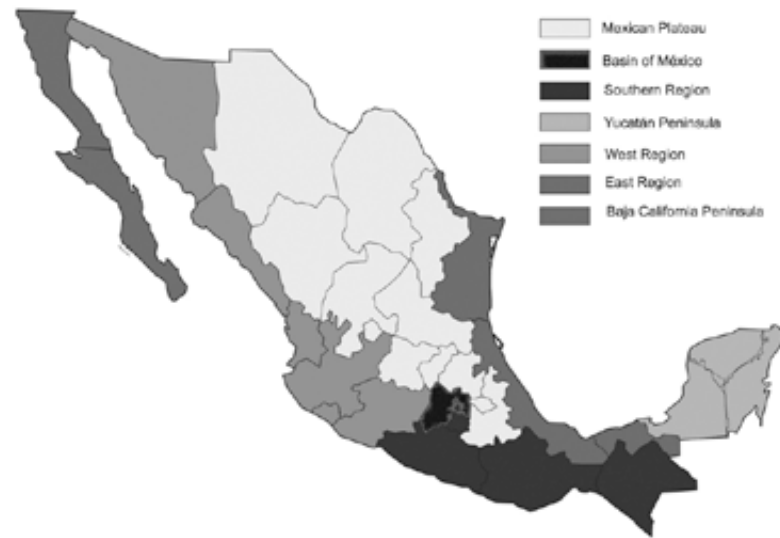 Mexican Plateau
Basin of México
Southern Region
Yucatán Peninsula
West Region
East Region
Baja California Peninsula